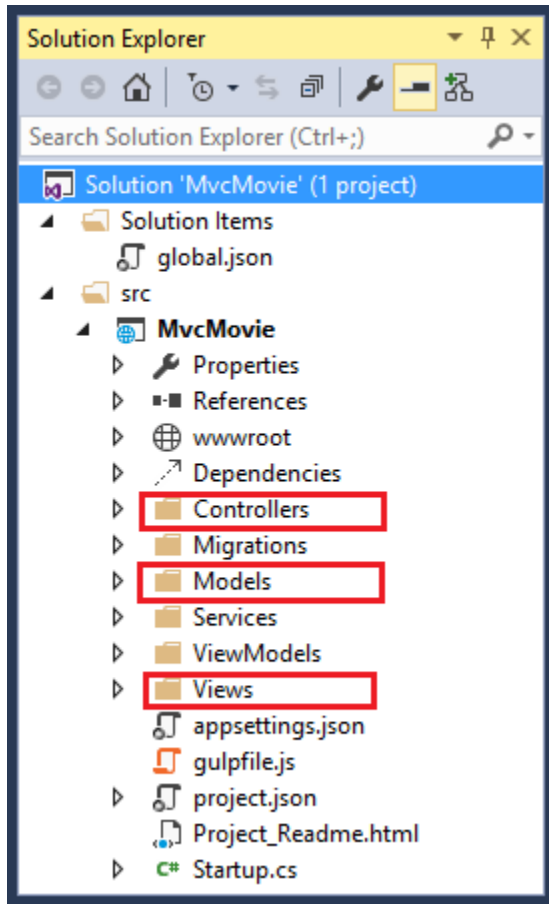 Solution Explorer
Search Solution Explorer (Ctrl+;)
Solution 'MvcMovie' (1 project)
Solution Items
global.json
src
MvcMovie
Properties
References
wwwroot
Dependencies
Controllers
Migrations
Models
Services
ViewModels
Views
appsettings.json
gulpfile.js
project.json
Project_Readme.html
C# Startup.cs